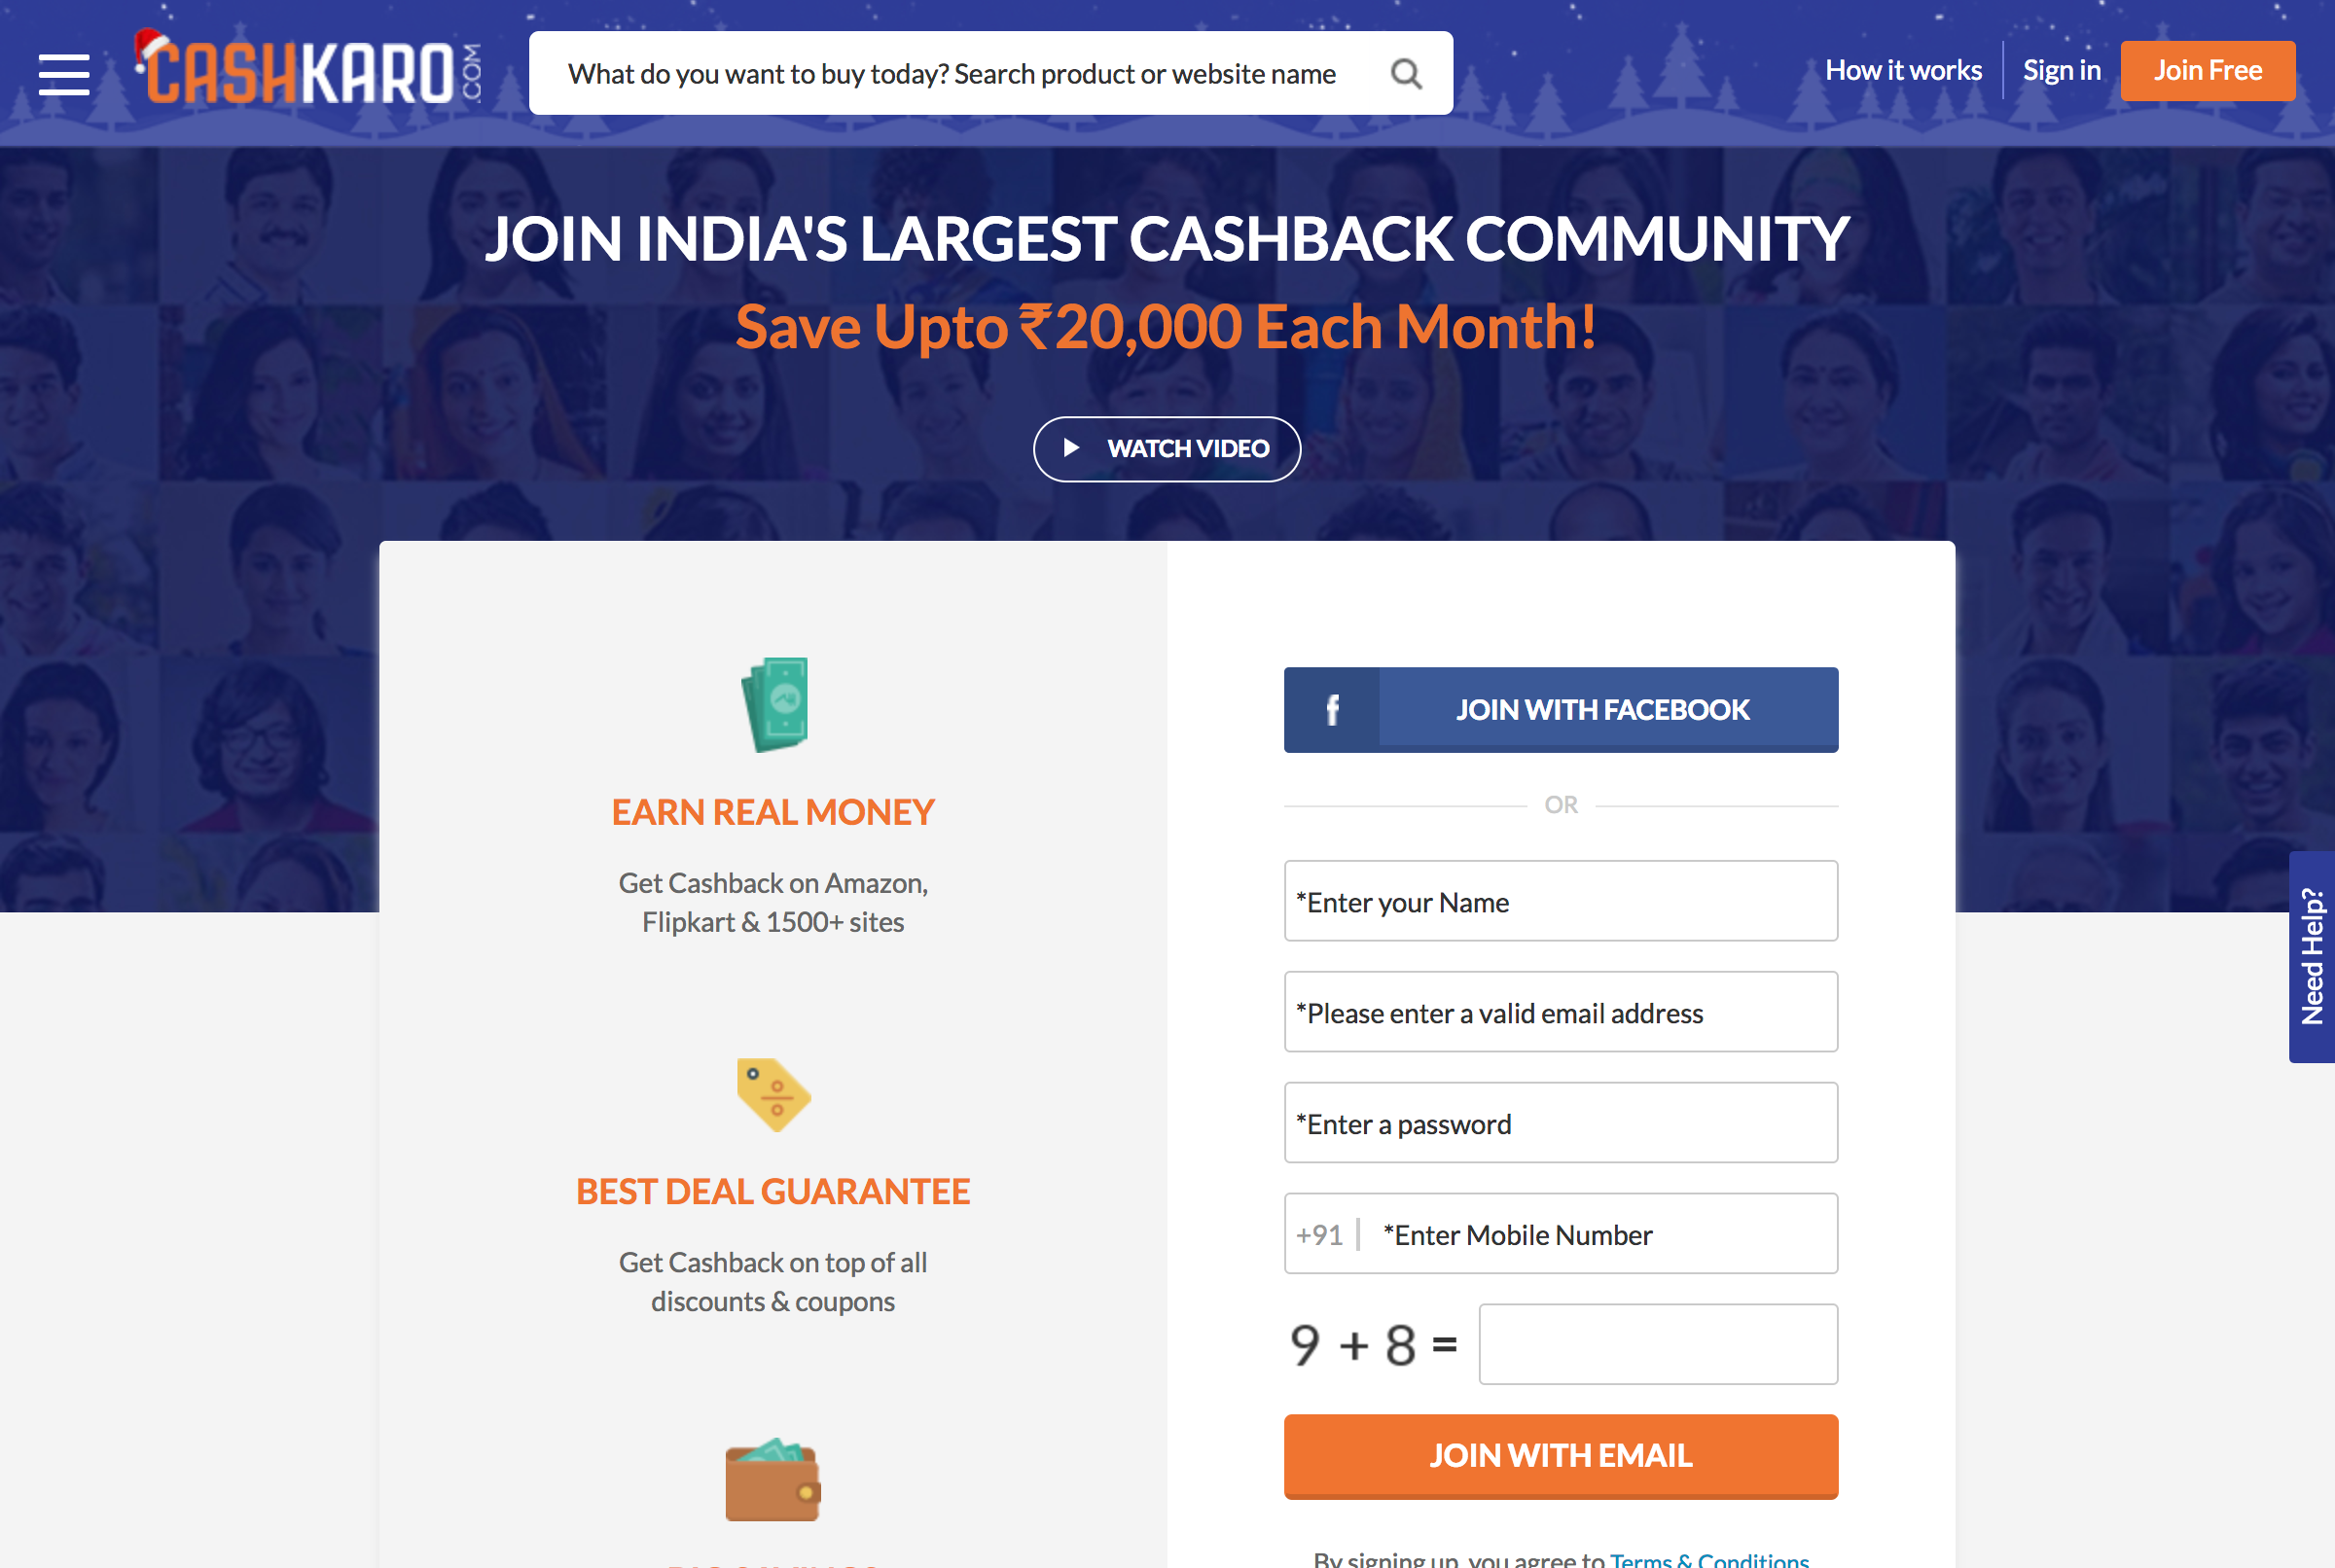 CASHKARO.COM
What do you want to buy today? Search product or website name
How it works
Sign in
Join Free
JOIN INDIA'S LARGEST CASHBACK COMMUNITY
Save Upto ₹20,000 Each Month!
WATCH VIDEO
EARN REAL MONEY
Get Cashback on Amazon,
Flipkart & 1500+ sites
BEST DEAL GUARANTEE
Get Cashback on top of all
discounts & coupons
f
JOIN WITH FACEBOOK
OR
*Enter your Name
*Please enter a valid email address
*Enter a password
+91 | *Enter Mobile Number
9 + 8 =
JOIN WITH EMAIL
By signing up, you agree to Terms & Conditions
Need Help?